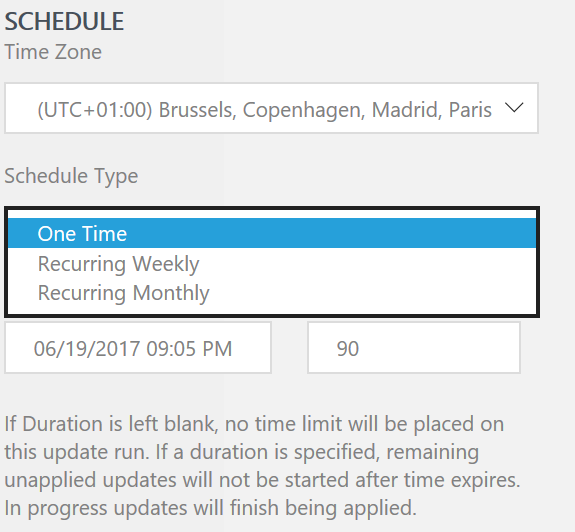 SCHEDULE
Time Zone
(UTC+01:00) Brussels, Copenhagen, Madrid, Paris
Schedule Type
One Time
Recurring Weekly
Recurring Monthly
06/19/2017 09:05 PM 90
If Duration is left blank, no time limit will be placed on
this update run. If a duration is specified, remaining
unapplied updates will not be started after time expires.
In progress updates will finish being applied.